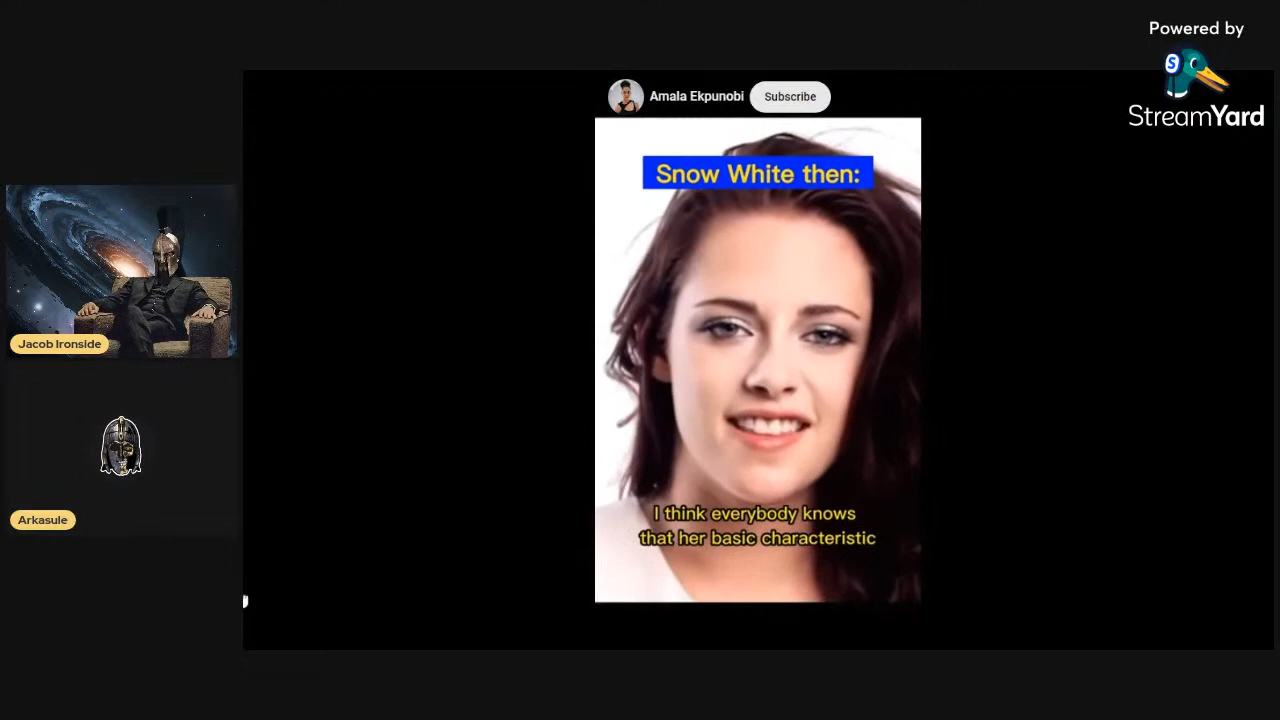 Powered by
S
StreamYard
Amala Ekpunobi
Subscribe
Snow White then:
I think everybody knows
that her basic characteristic
Jacob Ironside
Arkasule